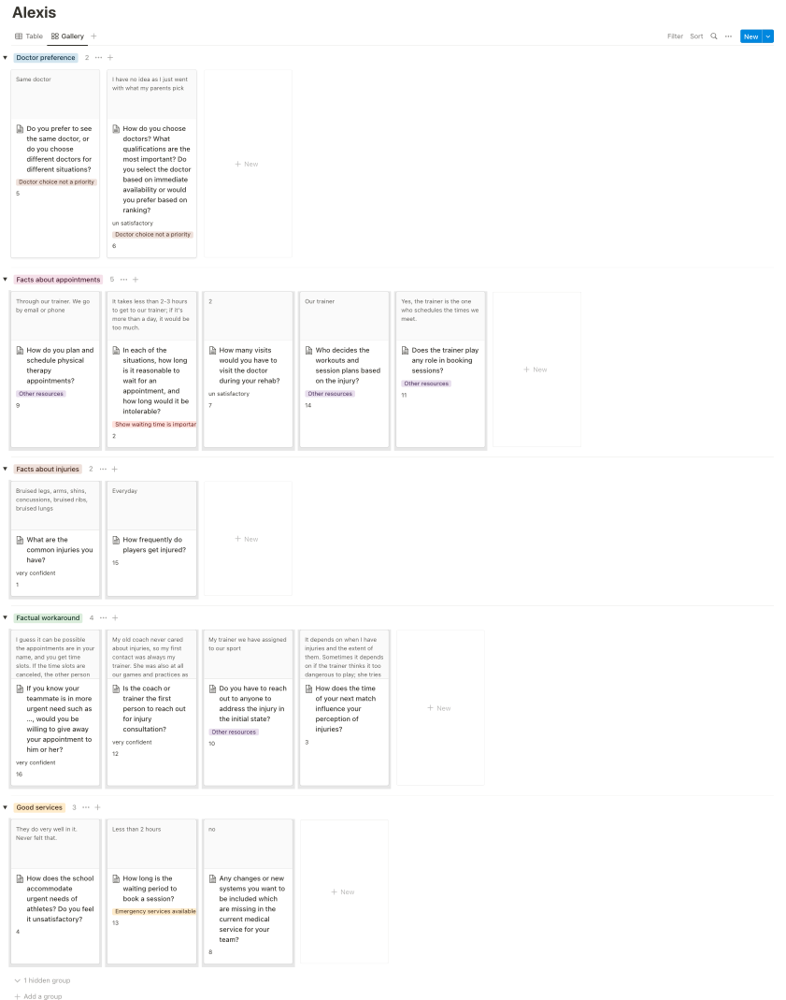 Alexis
Table Gallery
Filter Sort New
Doctor preference 2
Same doctor
Do you prefer to see
the same doctor, or
do you choose
different doctors for
different situations?
Doctor choice not a priority
5
I have no idea as I just went
with what my parents pick
How do you choose
doctors? What
qualifications are the
most important? Do
you select the doctor
based on immediate
availability or would
you prefer based on
ranking?
un satisfactory
Doctor choice not a priority
6
+ New
Facts about appointments 5
Through our trainer. We go
by email or phone
How do you plan and
schedule physical
therapy
appointments?
Other resources
9
It takes less than 2-3 hours
to get to our trainer; if it's
more than a day, it would be
too much.
In each of the
situations, how long
is it reasonable to
wait for an
appointment, and
how long would it be
intolerable?
Show waiting time is importar
2
2
How many visits
would you have to
visit the doctor
during your rehab?
un satisfactory
7
Our trainer
Who decides the
workouts and
session plans based
on the injury?
Other resources
14
Yes, the trainer is the one
who schedules the times we
meet.
Does the trainer play
any role in booking
sessions?
Other resources
11
+ New
Facts about injuries 2
Bruised legs, arms, shins,
concussions, bruised ribs,
bruised lungs
What are the
common injuries you
have?
very confident
1
Everyday
How frequently do
players get injured?
15
+ New
Factual workaround 4
I guess it can be possible
the appointments are in your
name, and you get time
slots. If the time slots are
canceled, the other person
If you know your
teammate is in more
urgent need such as
..., would you be
willing to give away
your appointment to
him or her?
very confident
16
My old coach never cared
about injuries, so my first
contact was always my
trainer. She was also at all
our games and practices as
Is the coach or
trainer the first
person to reach out
for injury
consultation?
very confident
12
My trainer we have assigned
to our sport
Do you have to reach
out to anyone to
address the injury in
the initial state?
Other resources
10
It depends on when I have
injuries and the extent of
them. Sometimes it depends
on if the trainer thinks it too
dangerous to play; she tries
How does the time
of your next match
influence your
perception of
injuries?
3
+ New
Good services 3
They do very well in it.
Never felt that.
How does the school
accommodate
urgent needs of
athletes? Do you feel
it unsatisfactory?
4
Less than 2 hours
How long is the
waiting period to
book a session?
Emergency services available
13
no
Any changes or new
systems you want to
be included which
are missing in the
current medical
service for your
team?
8
+ New
1 hidden group
+ Add a group